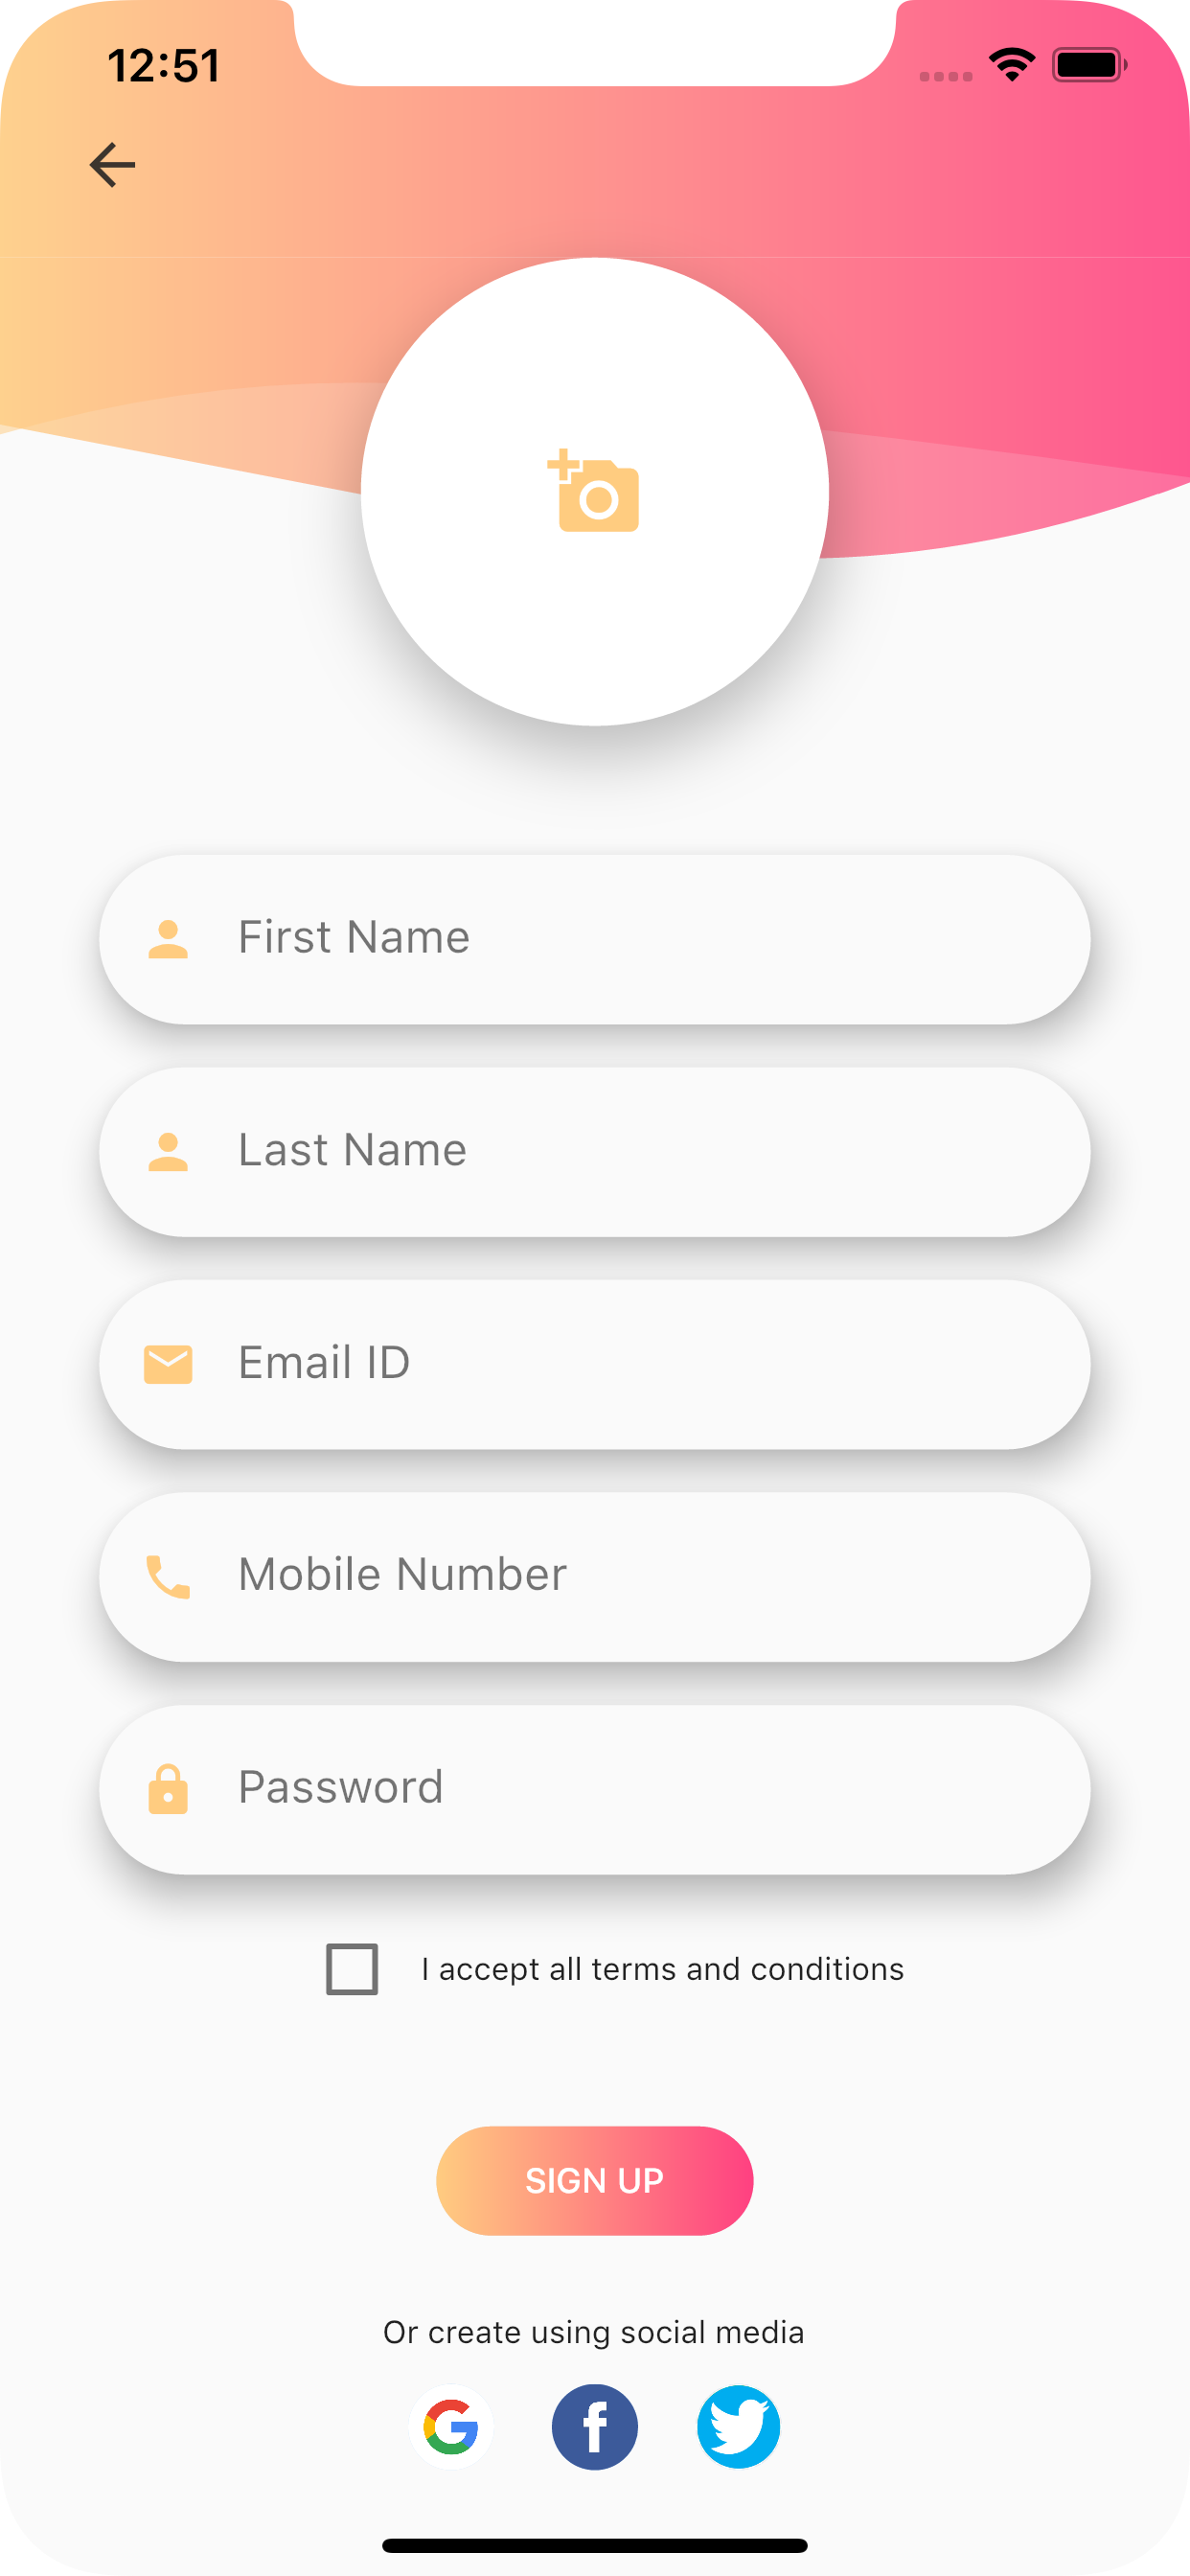 12:51
First Name
Last Name
Email ID
Mobile Number
Password
I accept all terms and conditions
SIGN UP
Or create using social media